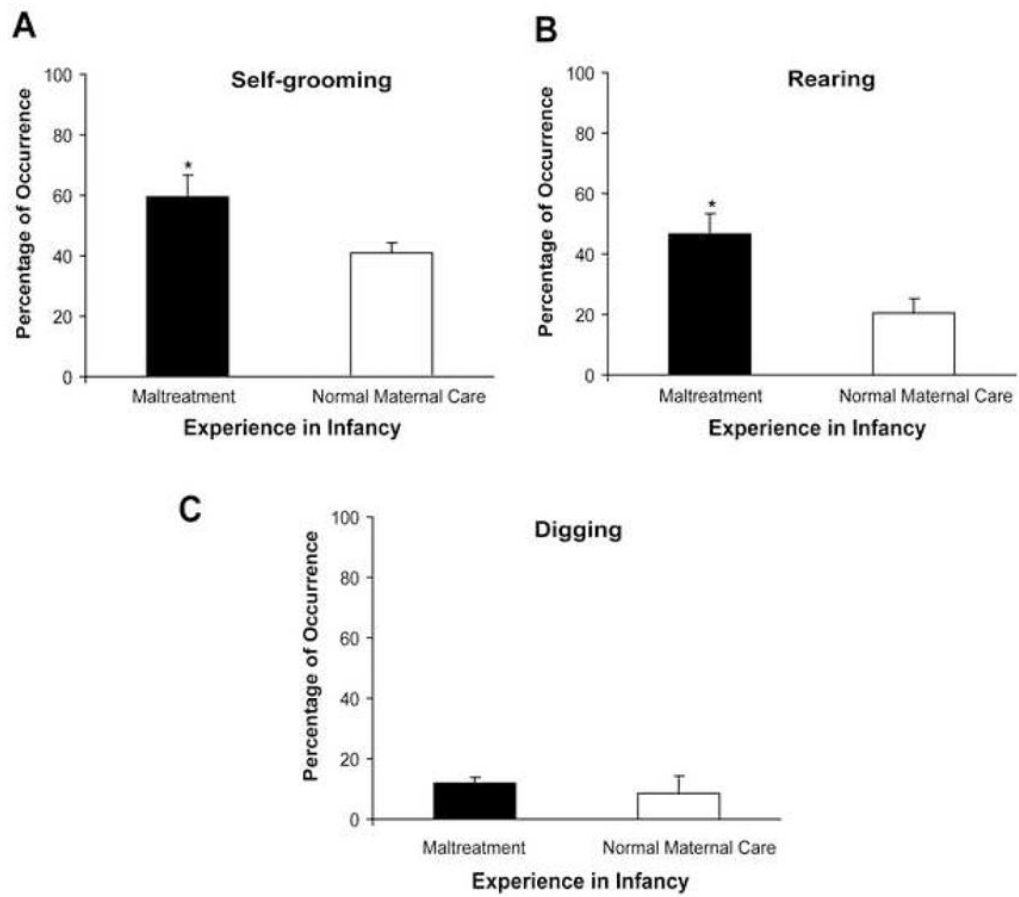 A
Self-grooming
Percentage of Occurrence
100
80
60
40
20
0
*
Maltreatment
Normal Maternal Care
Experience in Infancy
B
Rearing
Percentage of Occurrence
100
80
60
40
20
0
*
Maltreatment
Normal Maternal Care
Experience in Infancy
C
Digging
Percentage of Occurrence
100
80
60
40
20
0
Maltreatment
Normal Maternal Care
Experience in Infancy